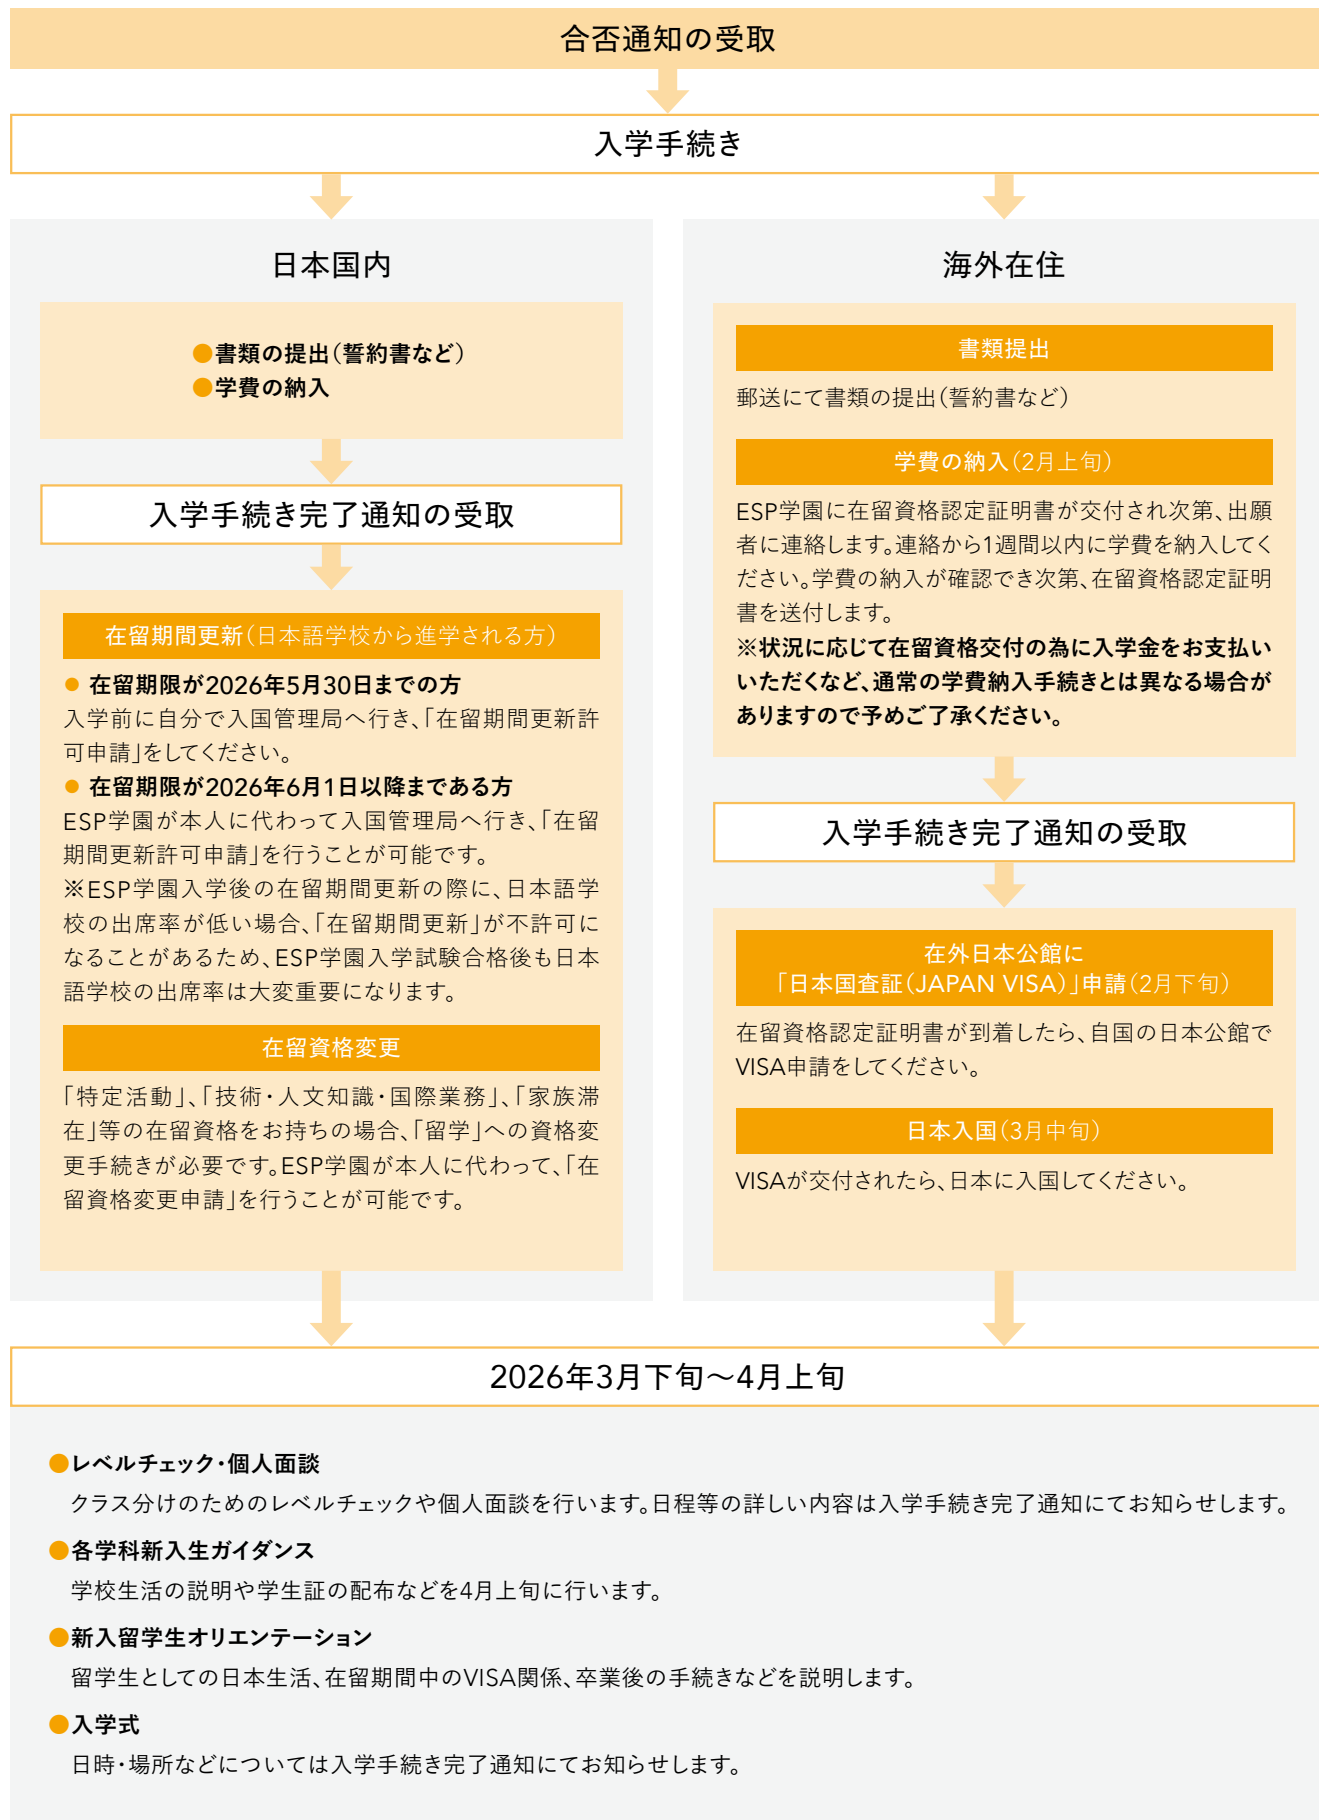 合否通知の受取
入学手続き
日本国内
●書類の提出（誓約書など）
●学費の納入
入学手続き完了通知の受取
在留期間更新（日本語学校から進学される方）
● 在留期限が2026年5月30日までの方
入学前に自分で入国管理局へ行き、「在留期間更新許
可申請」をしてください。
● 在留期限が2026年6月1日以降まである方
ESP学園が本人に代わって入国管理局へ行き、「在留
期間更新許可申請」を行うことが可能です。
※ESP学園入学後の在留期間更新の際に、日本語学
校の出席率が低い場合、「在留期間更新」が不許可に
なることがあるため、ESP学園入学試験合格後も日本
語学校の出席率は大変重要になります。
在留資格変更
「特定活動」、「技術・人文知識・国際業務」、「家族滞
在」等の在留資格をお持ちの場合、「留学」への資格変
更手続きが必要です。ESP学園が本人に代わって、「在
留資格変更申請」を行うことが可能です。
海外在住
書類提出
郵送にて書類の提出（誓約書など）
学費の納入（2月上旬）
ESP学園に在留資格認定証明書が交付され次第、出願
者に連絡します。連絡から1週間以内に学費を納入してく
ださい。学費の納入が確認でき次第、在留資格認定証明
書を送付します。
※状況に応じて在留資格交付の為に入学金をお支払い
いただくなど、通常の学費納入手続きとは異なる場合が
ありますので予めご了承ください。
入学手続き完了通知の受取
在外日本公館に
「日本国査証（JAPAN VISA）」申請（2月下旬）
在留資格認定証明書が到着したら、自国の日本公館で
VISA申請をしてください。
日本入国（3月中旬）
VISAが交付されたら、日本に入国してください。
2026年3月下旬～4月上旬
●レベルチェック・個人面談
クラス分けのためのレベルチェックや個人面談を行います。日程等の詳しい内容は入学手続き完了通知にてお知らせします。
●各学科新入生ガイダンス
学校生活の説明や学生証の配布などを4月上旬に行います。
●新入留学生オリエンテーション
留学生としての日本生活、在留期間中のVISA関係、卒業後の手続きなどを説明します。
●入学式
日時・場所などについては入学手続き完了通知にてお知らせします。